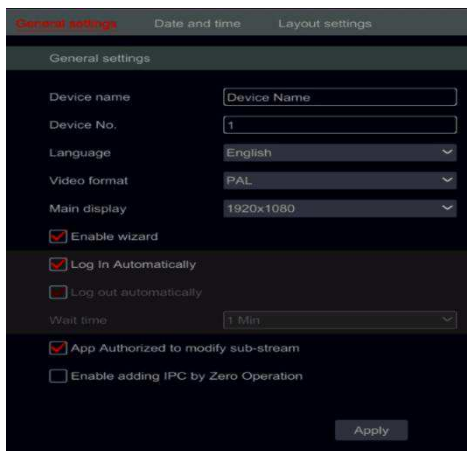 General settings Date and time Layout settings
General settings
Device name Device Name
Device No. 1
Language English
Video format PAL
Main display 1920x1080
Enable wizard
Log In Automatically
Log out automatically
Wait time 1 Min
App Authorized to modify sub-stream
Enable adding IPC by Zero Operation
Apply